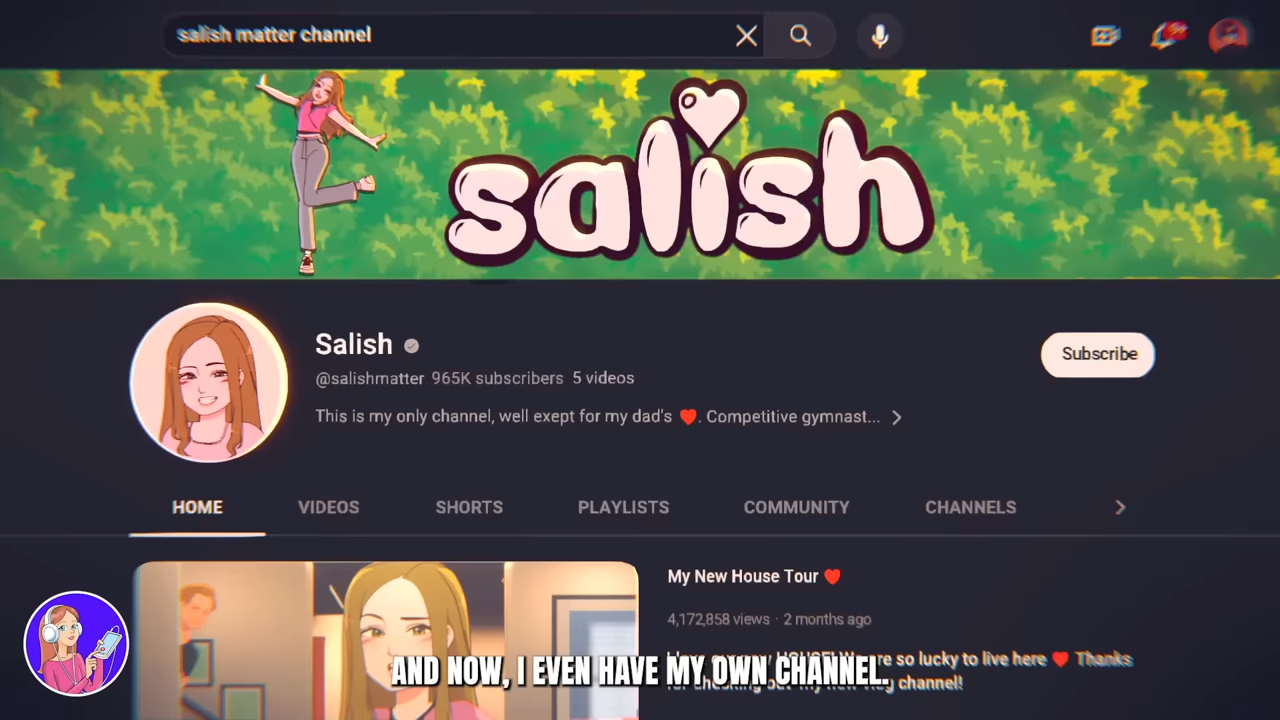 salish matter channel
salish
Salish
@salishmatter 965K subscribers 5 videos
This is my only channel, well exept for my dad's ❤️. Competitive gymnast...
Subscribe
HOME VIDEOS SHORTS PLAYLISTS COMMUNITY CHANNELS
My New House Tour ❤️
4,172,858 views · 2 months ago
are so lucky to live here ❤️ Thanks
channel!
AND NOW, I EVEN HAVE MY OWN CHANNEL.